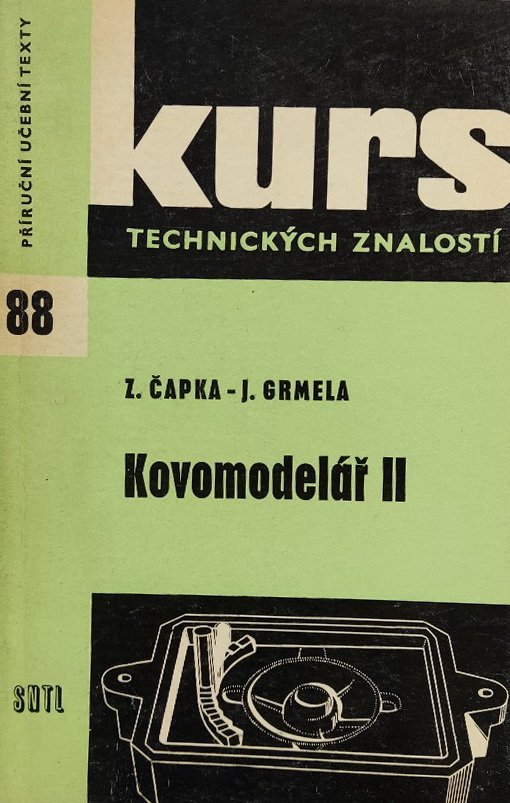 PŘÍRUČNÍ UČEBNÍ TEXTY
kurs
TECHNICKÝCH ZNALOSTÍ
88
Z. ČAPKA - J. GRMELA
Kovomodelář II
SNTL